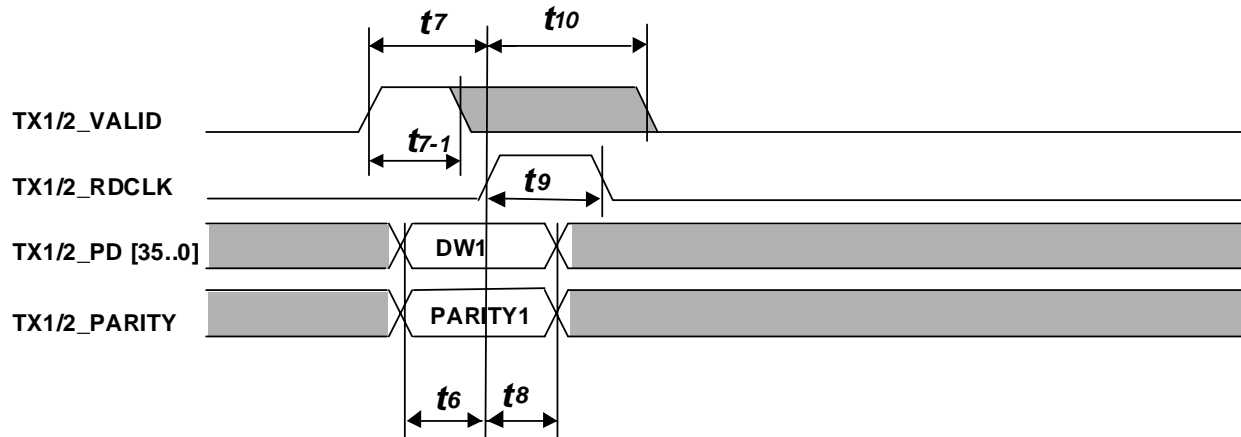 t7 t10
TX1/2_VALID
t7-1
TX1/2_RDCLK
t9
TX1/2_PD [35..0]
DW1
TX1/2_PARITY
PARITY1
t6 t8